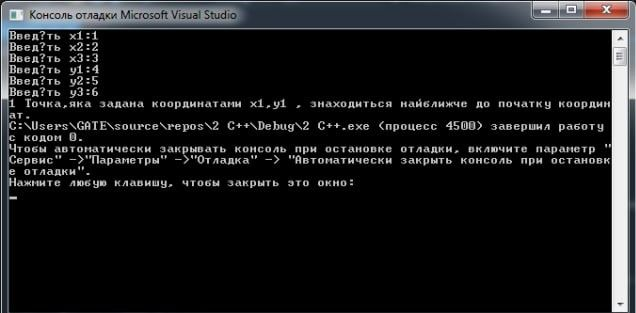 Консоль отладки Microsoft Visual Studio
Введ?ть x1:1
Введ?ть x2:2
Введ?ть x3:3
Введ?ть y1:4
Введ?ть y2:5
Введ?ть y3:6
1 Точка,яка задана координатами x1,y1 , знаходиться найближче до початку координ
ат.
C:\Users\GATE\source\repos\2 C++\Debug\2 C++.exe (процесс 4500) завершил работу
с кодом 0.
Чтобы автоматически закрывать консоль при остановке отладки, включите параметр "
Сервис" ->"Параметры" ->"Отладка" -> "Автоматически закрыть консоль при остановк
е отладки".
Нажмите любую клавишу, чтобы закрыть это окно: